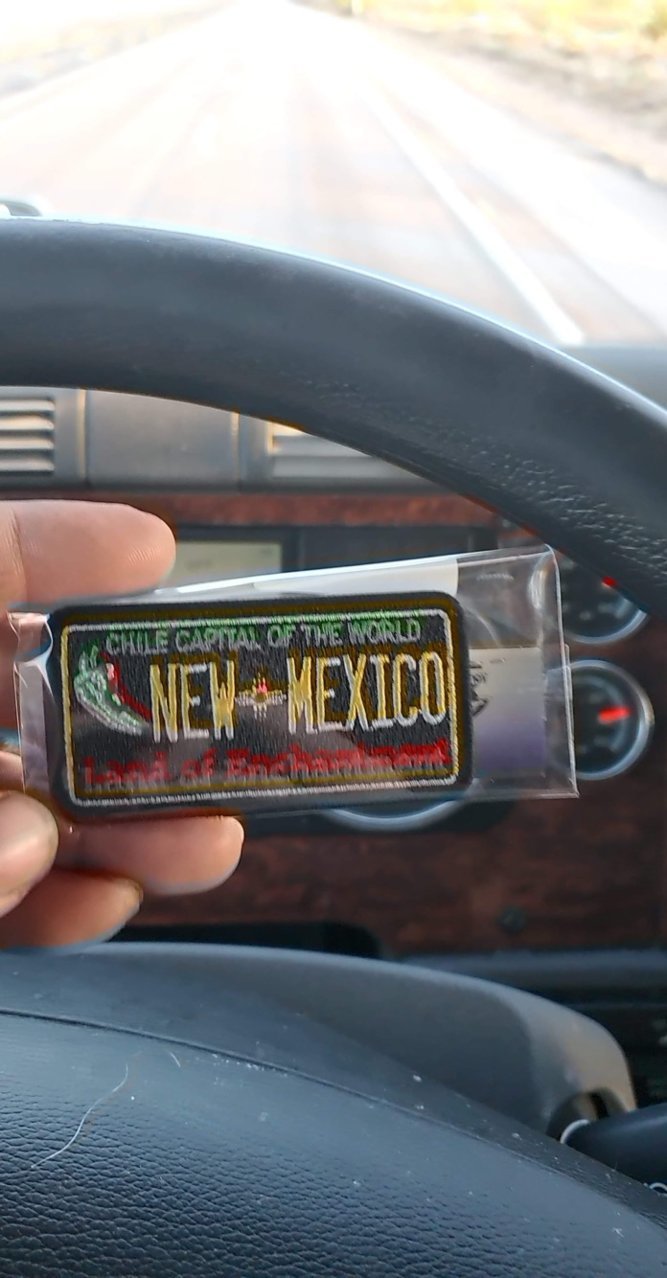 CHILE CAPITAL OF THE WORLD
NEW MEXICO
Land of Enchantment